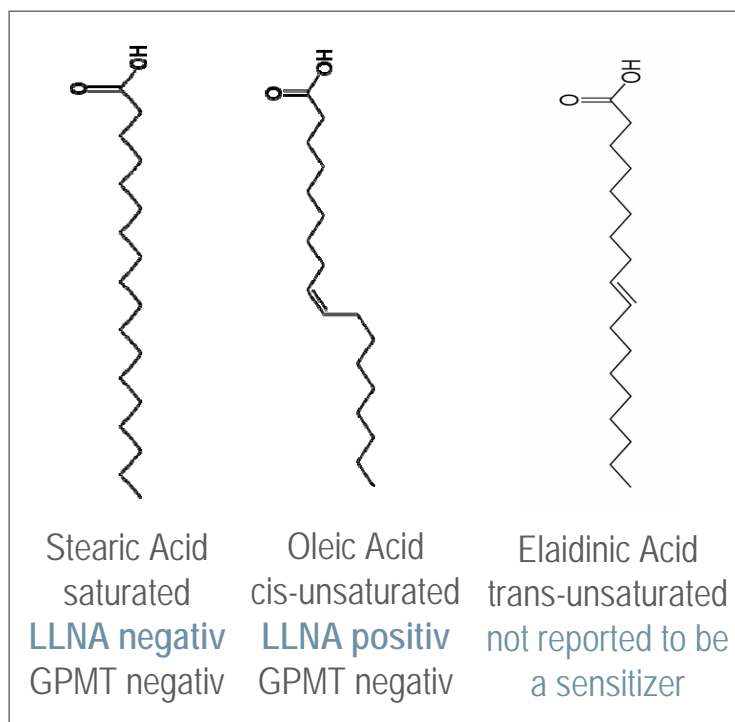 OH
O
OH
O
OH
O
Stearic Acid
saturated
LLNA negativ
GPMT negativ
Oleic Acid
cis-unsaturated
LLNA positiv
GPMT negativ
Elaidinic Acid
trans-unsaturated
not reported to be
a sensitizer